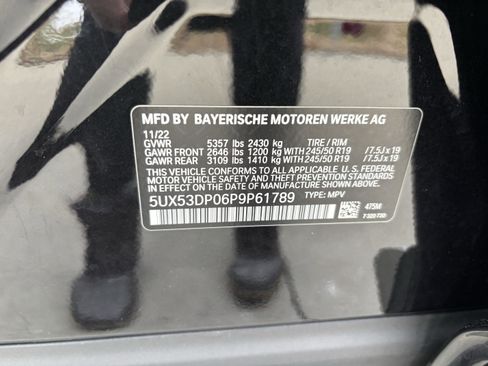 MFD BY BAYERISCHE MOTOREN WERKE AG
11/22
GVWR 5357 lbs 2430 kg TIRE / RIM
GAWR FRONT 2646 lbs 1200 kg WITH 245/50 R19 / 7.5J x 19
GAWR REAR 3109 lbs 1410 kg WITH 245/50 R19 / 7.5J x 19
THIS VEHICLE CONFORMS TO ALL APPLICABLE U. S. FEDERAL
MOTOR VEHICLE SAFETY AND THEFT PREVENTION STANDARDS
IN EFFECT ON THE DATE OF MANUFACTURE SHOWN ABOVE.
5UX53DP06P9P61789 TYPE: MPV 475M